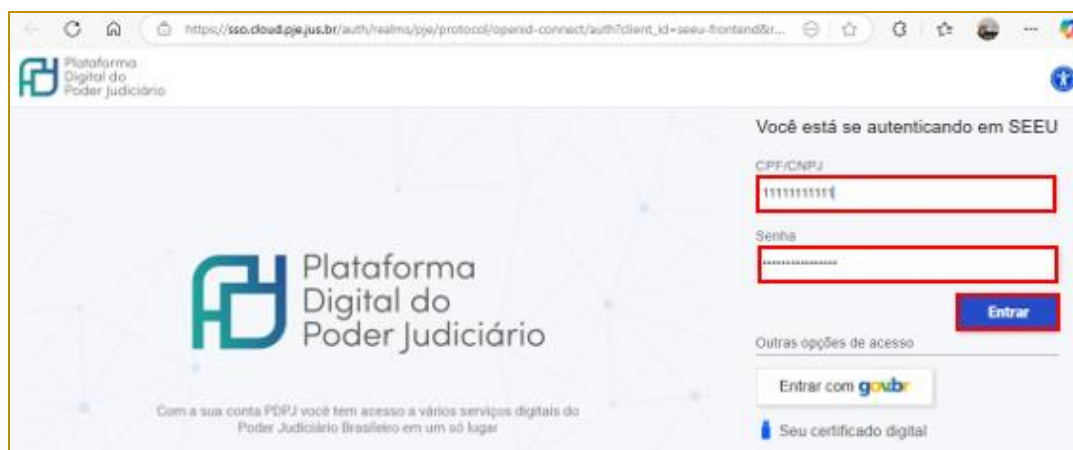 https://sso.cloud.pje.jus.br/auth/realms/pje/protocol/openid-connect/auth?client_id=seeu-frontend&r...
Plataforma
Digital do
Poder Judiciário
Você está se autenticando em SEEU
CPF/CNPJ
11111111111
Senha
Entrar
Outras opções de acesso
Entrar com gov.br
Seu certificado digital
Plataforma
Digital do
Poder Judiciário
Com a sua conta PDPJ você tem acesso a vários serviços digitais do
Poder Judiciário Brasileiro em um só lugar